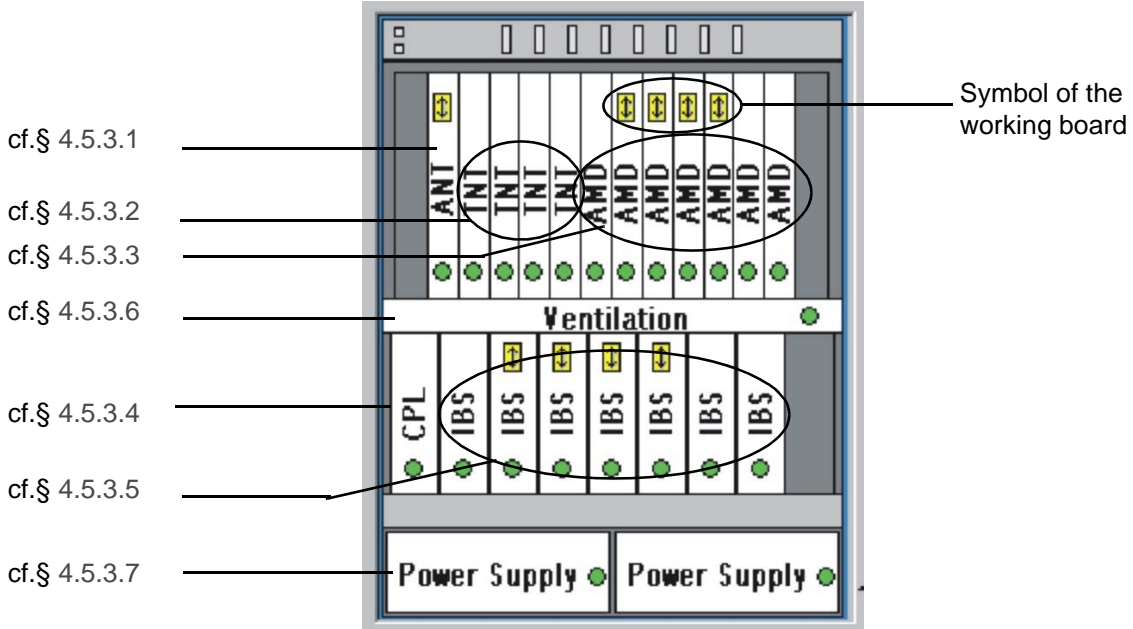 Symbol of the
working board
cf.§ 4.5.3.1
cf.§ 4.5.3.2
cf.§ 4.5.3.3
cf.§ 4.5.3.6
cf.§ 4.5.3.4
cf.§ 4.5.3.5
cf.§ 4.5.3.7
ANT
TNT
TNT
TNT
TNT
AMD
AMD
AMD
AMD
AMD
AMD
AMD
Ventilation
CPL
IBS
IBS
IBS
IBS
IBS
IBS
IBS
Power Supply
Power Supply